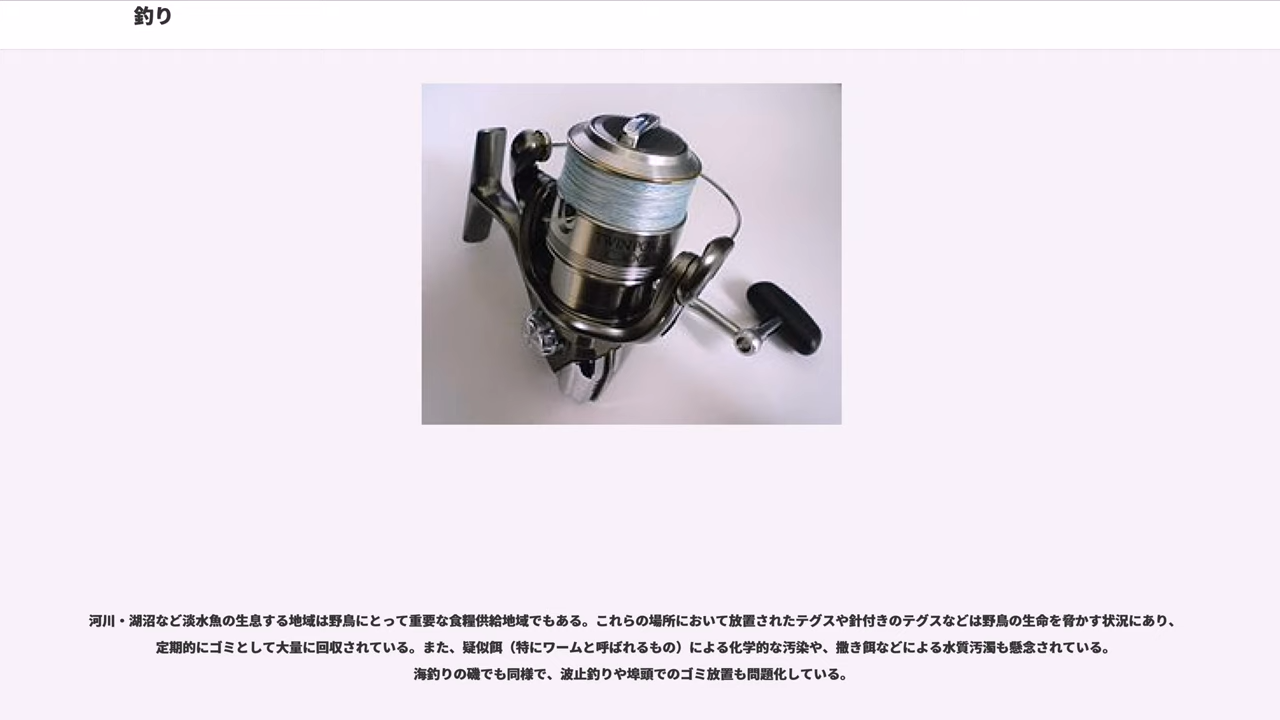 釣り
TWINPOW
河川・湖沼など淡水魚の生息する地域は野鳥にとって重要な食糧供給地域でもある。これらの場所において放置されたテグスや針付きのテグスなどは野鳥の生命を脅かす状況にあり、
定期的にゴミとして大量に回収されている。また、疑似餌（特にワームと呼ばれるもの）による化学的な汚染や、撒き餌などによる水質汚濁も懸念されている。
海釣りの磯でも同様で、波止釣りや埠頭でのゴミ放置も問題化している。